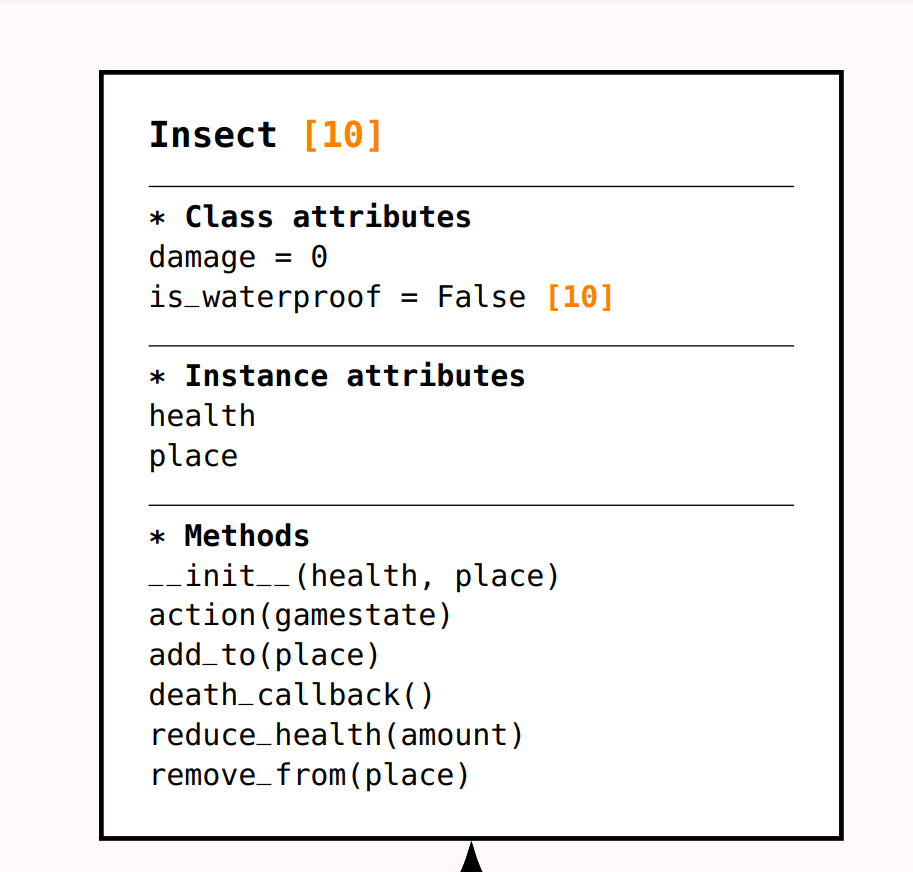 Insect [10]
* Class attributes
damage = 0
is_waterproof = False [10]
* Instance attributes
health
place
* Methods
__init__(health, place)
action(gamestate)
add_to(place)
death_callback()
reduce_health(amount)
remove_from(place)